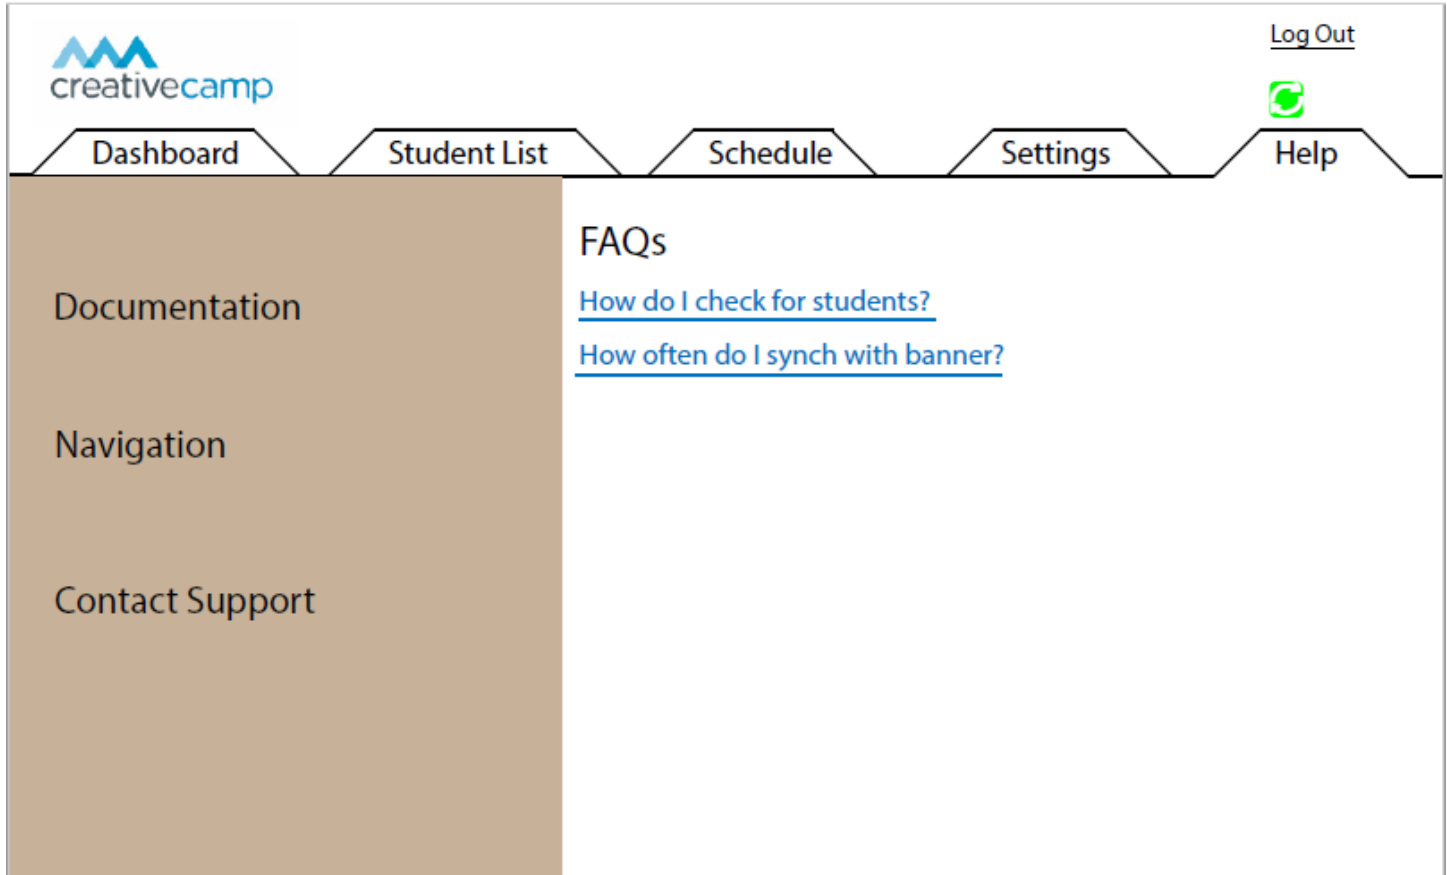 creativecamp
Log Out
Dashboard
Student List
Schedule
Settings
Help
Documentation
Navigation
Contact Support
FAQs
How do I check for students?
How often do I synch with banner?